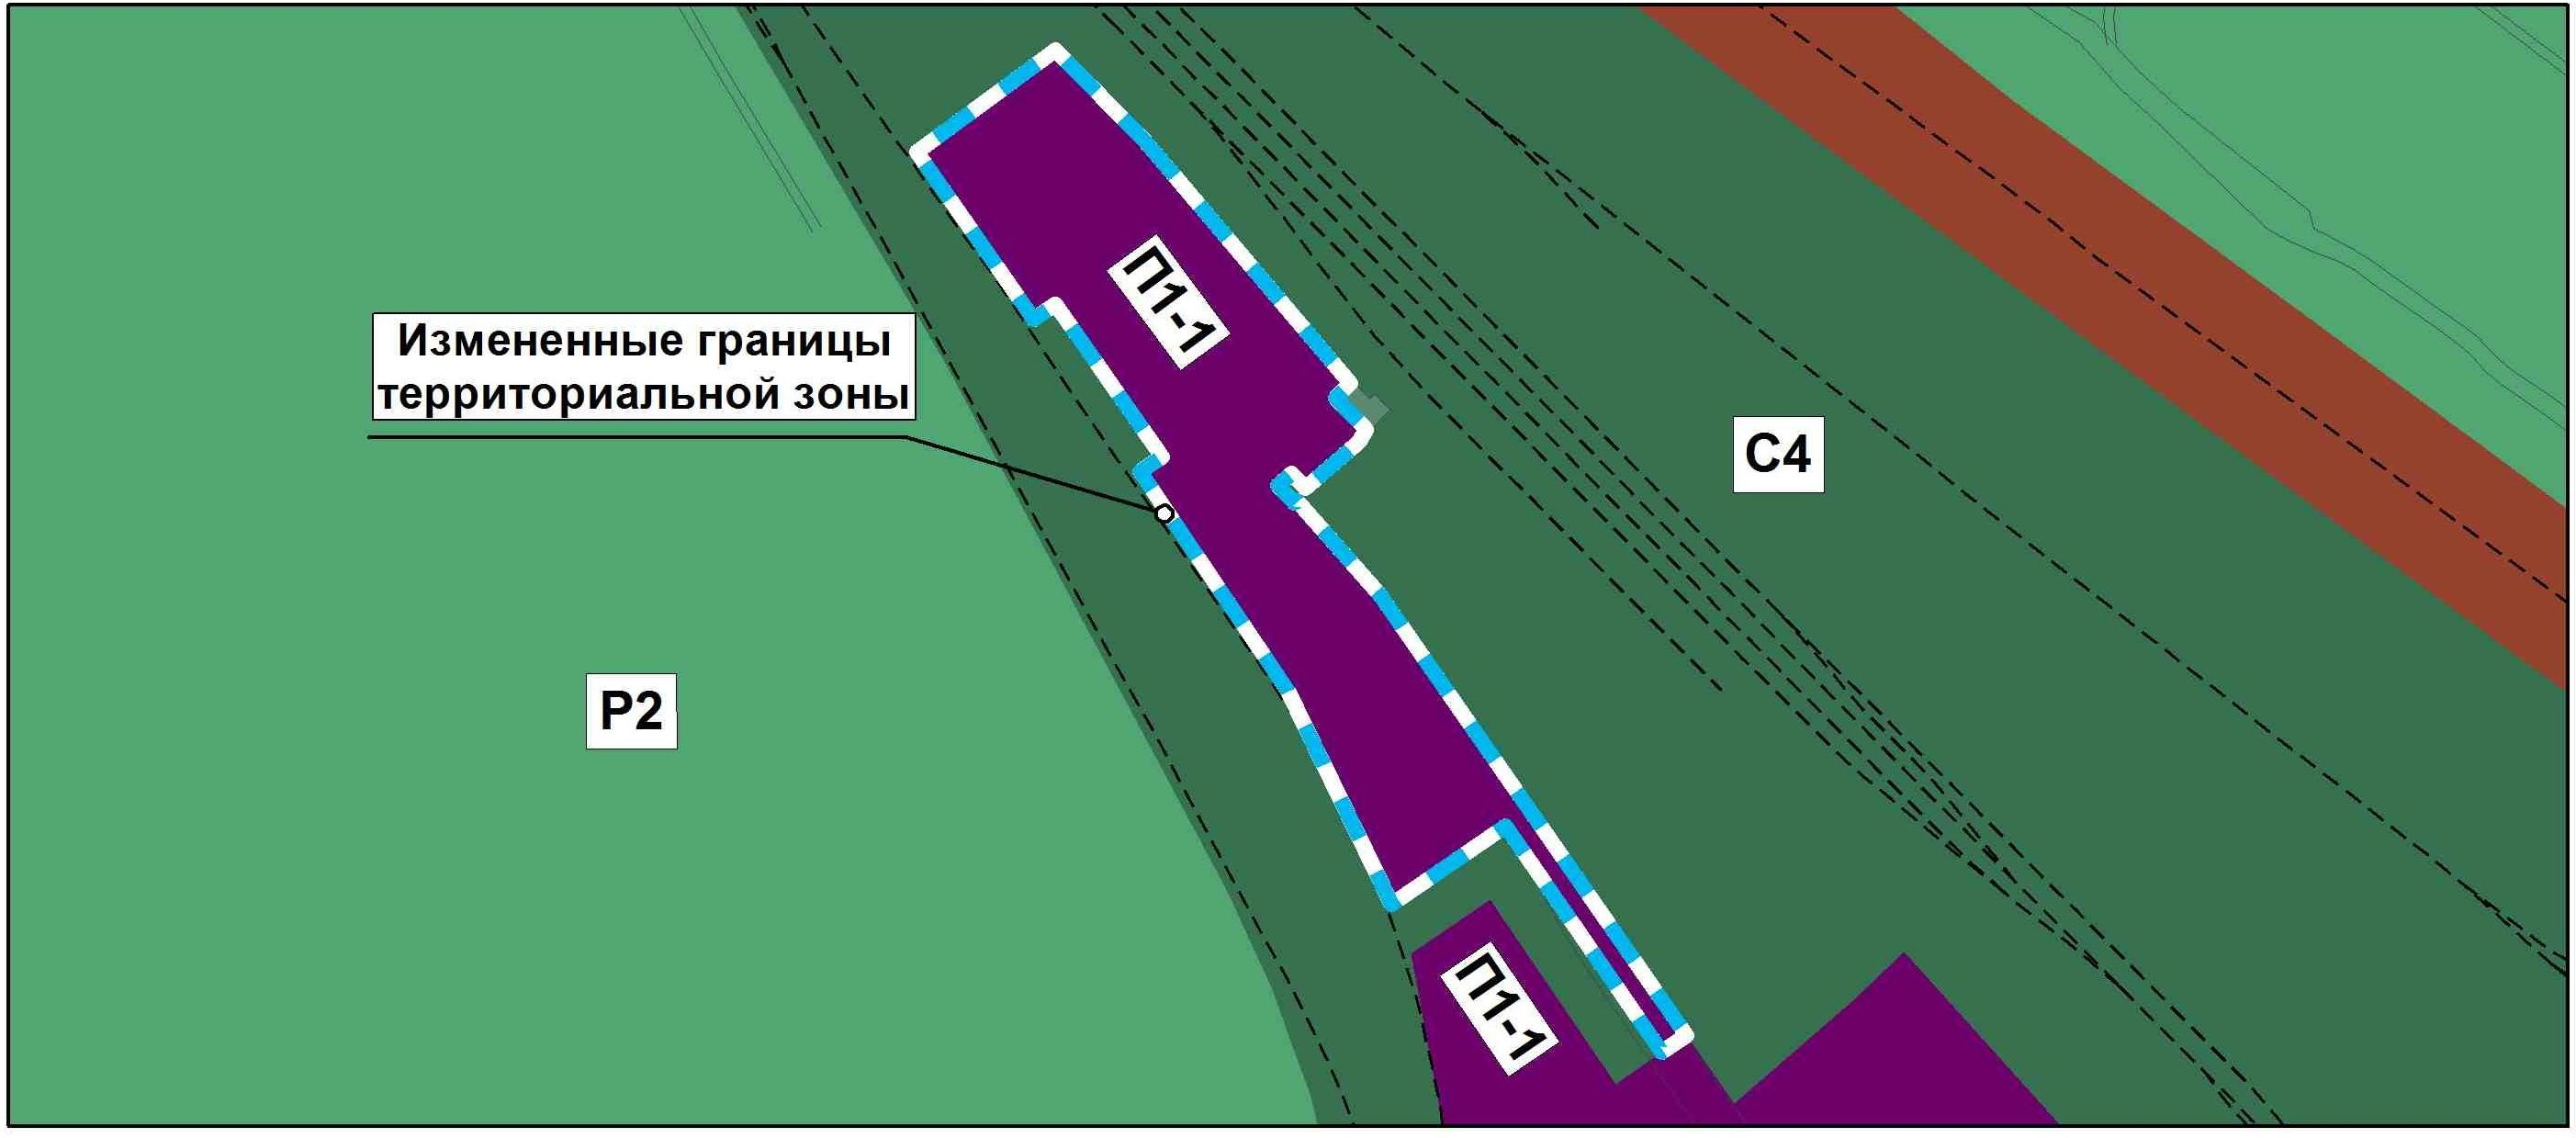 П1-1
Измененные границы
территориальной зоны
С4
Р2
П1-1